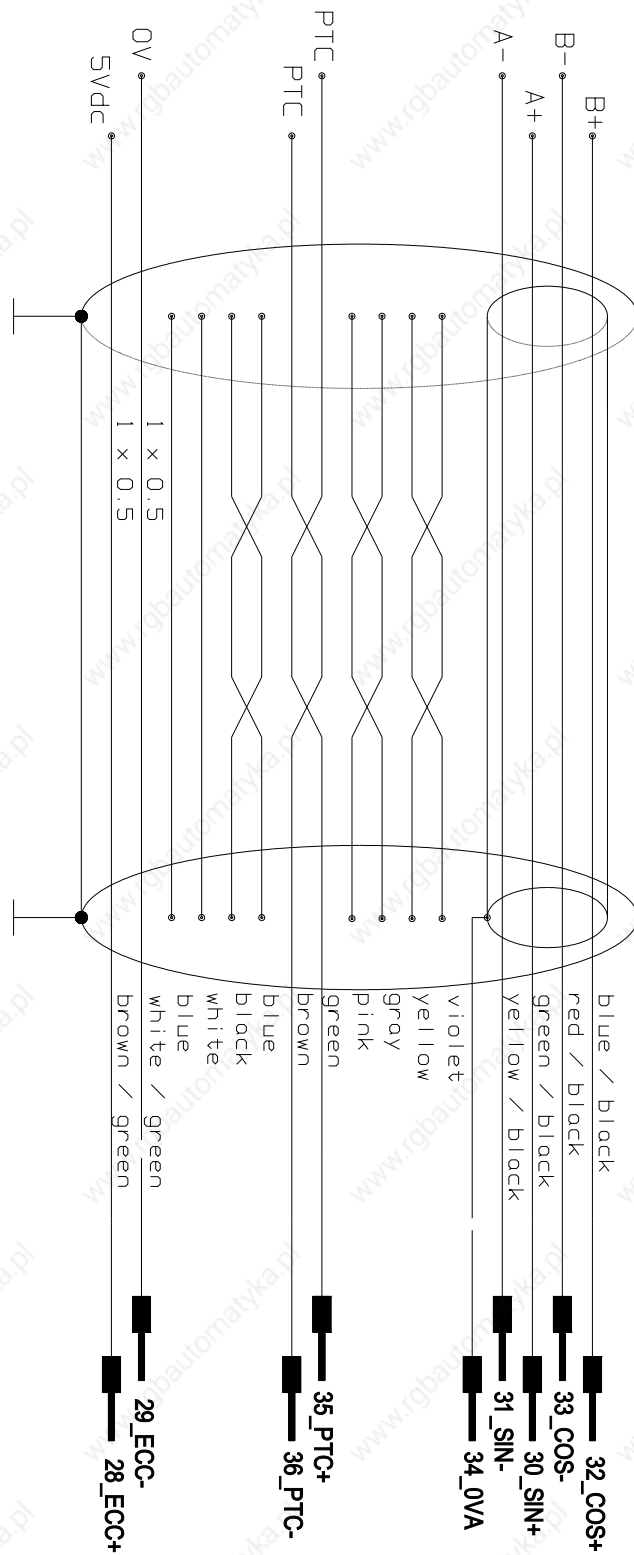 B+
B-
A+
A-
PTC
PTC
0V
5Vdc
1 x 0.5
1 x 0.5
blue / black
red / black
green / black
yellow / black
violet
yellow
gray
pink
green
brown
blue
black
white
blue
white / green
brown / green
32_COS+
33_COS-
30_SIN+
31_SIN-
34_0VA
35_PTC+
36_PTC-
29_ECC-
28_ECC+
www.rgbautomatyka.pl